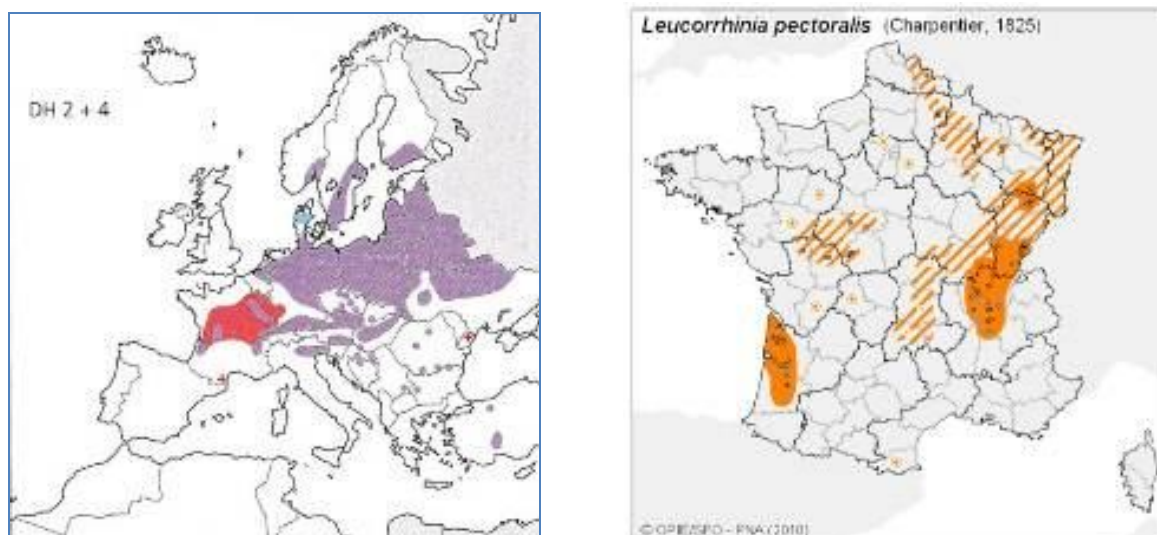 DH 2 + 4
Leucorrhinia pectoralis (Charpentier, 1825)
© OPIE/SFO - PNA (2010)